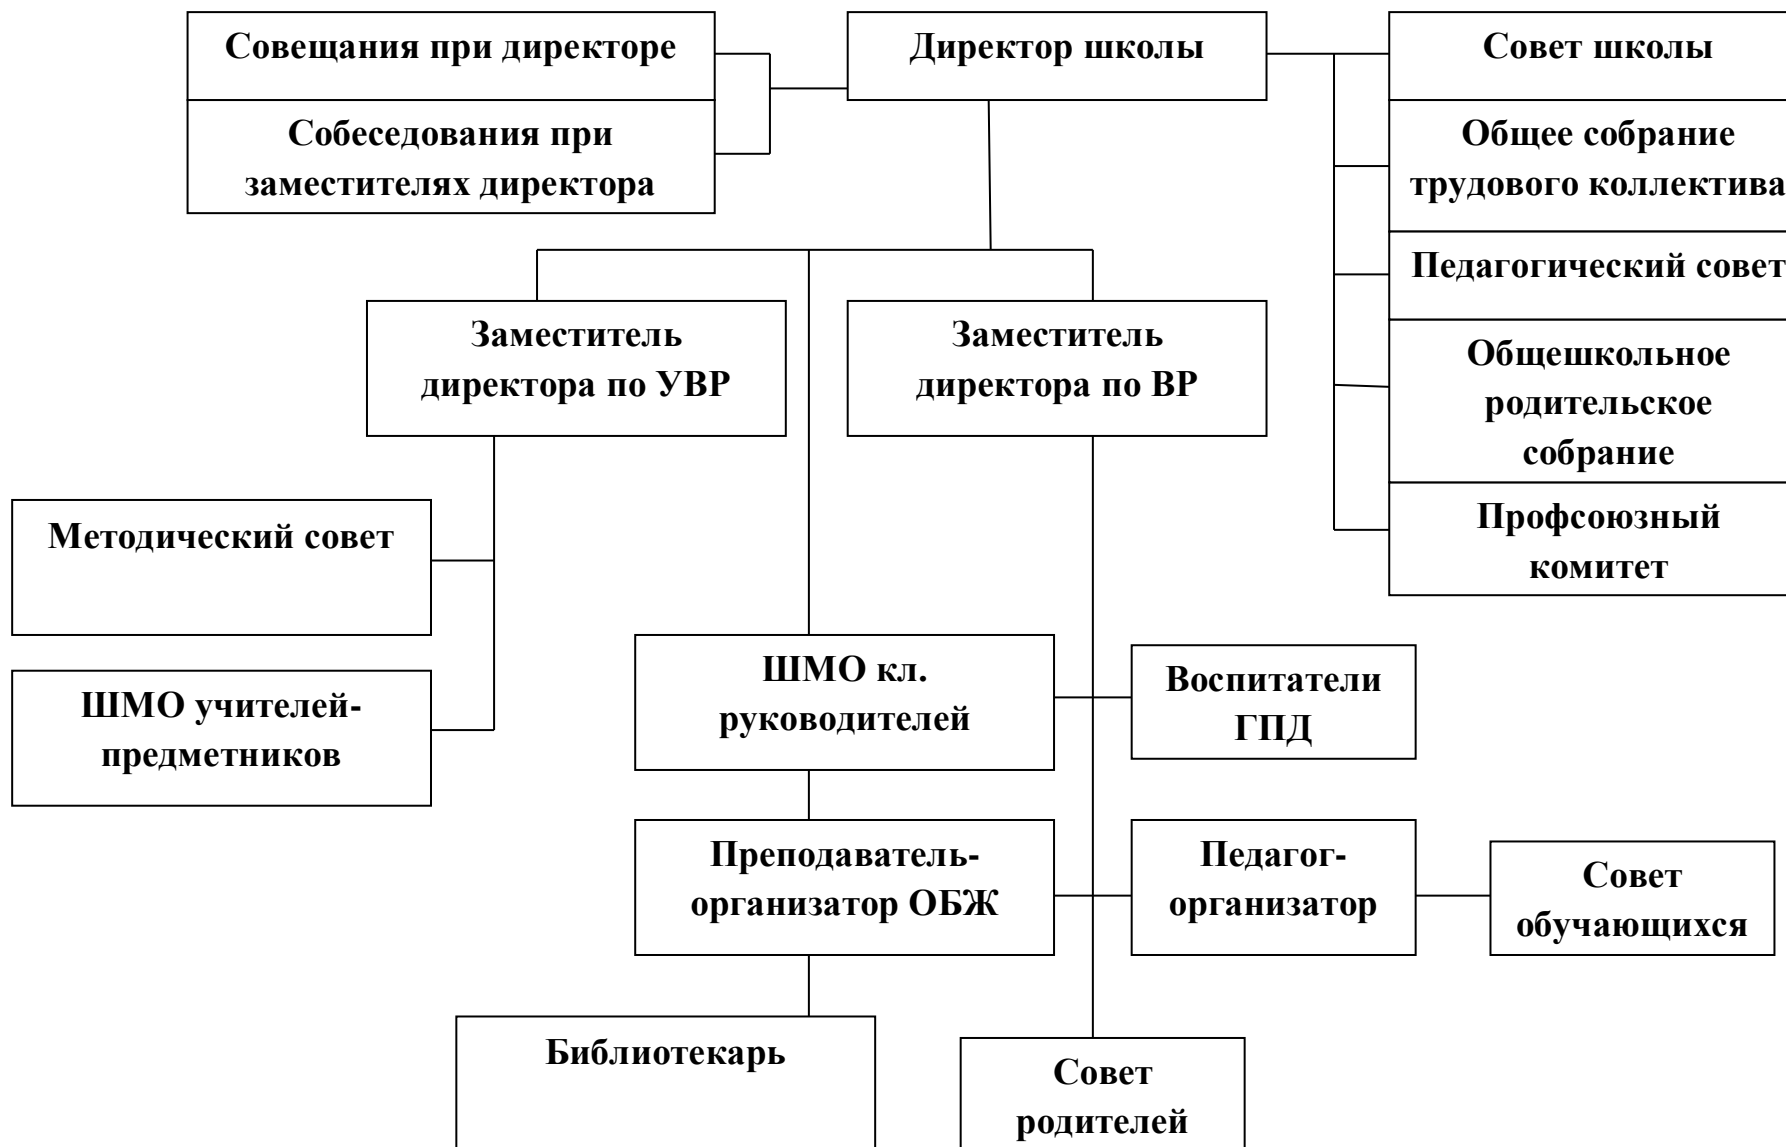 Совещания при директоре
Директор школы
Совет школы
Собеседования при
заместителях директора
Общее собрание
трудового коллектива
Педагогический совет
Заместитель
директора по УВР
Заместитель
директора по ВР
Общешкольное
родительское
собрание
Методический совет
Профсоюзный
комитет
ШМО учителей-
предметников
ШМО кл.
руководителей
Воспитатели
ГПД
Преподаватель-
организатор ОБЖ
Педагог-
организатор
Совет
обучающихся
Библиотекарь
Совет
родителей